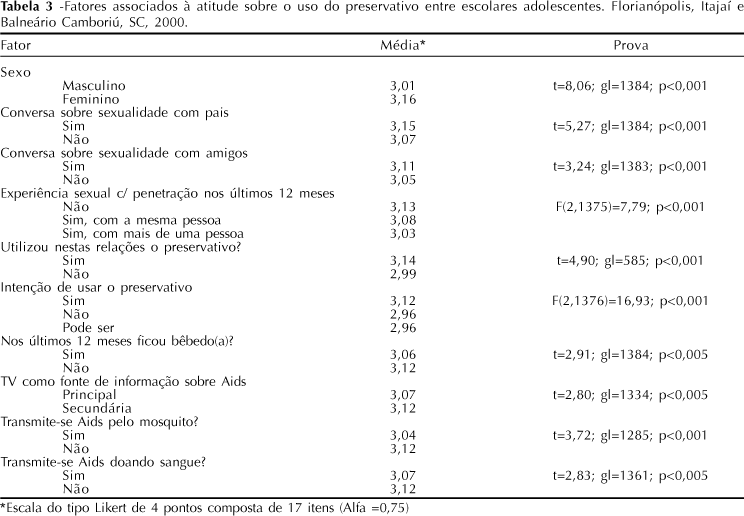 Tabela 3 -Fatores associados à atitude sobre o uso do preservativo entre escolares adolescentes. Florianópolis, Itajaí e
Balneário Camboriú, SC, 2000.
Fator Média* Prova
Sexo
Masculino 3,01 t=8,06; gl=1384; p<0,001
Feminino 3,16
Conversa sobre sexualidade com pais
Sim 3,15 t=5,27; gl=1384; p<0,001
Não 3,07
Conversa sobre sexualidade com amigos
Sim 3,11 t=3,24; gl=1383; p<0,001
Não 3,05
Experiência sexual c/ penetração nos últimos 12 meses
Não 3,13 F(2,1375)=7,79; p<0,001
Sim, com a mesma pessoa 3,08
Sim, com mais de uma pessoa 3,03
Utilizou nestas relações o preservativo?
Sim 3,14 t=4,90; gl=585; p<0,001
Não 2,99
Intenção de usar o preservativo
Sim 3,12 F(2,1376)=16,93; p<0,001
Não 2,96
Pode ser 2,96
Nos últimos 12 meses ficou bêbedo(a)?
Sim 3,06 t=2,91; gl=1384; p<0,005
Não 3,12
TV como fonte de informação sobre Aids
Principal 3,07 t=2,80; gl=1334; p<0,005
Secundária 3,12
Transmite-se Aids pelo mosquito?
Sim 3,04 t=3,72; gl=1285; p<0,001
Não 3,12
Transmite-se Aids doando sangue?
Sim 3,07 t=2,83; gl=1361; p<0,005
Não 3,12
*Escala do tipo Likert de 4 pontos composta de 17 itens (Alfa =0,75)